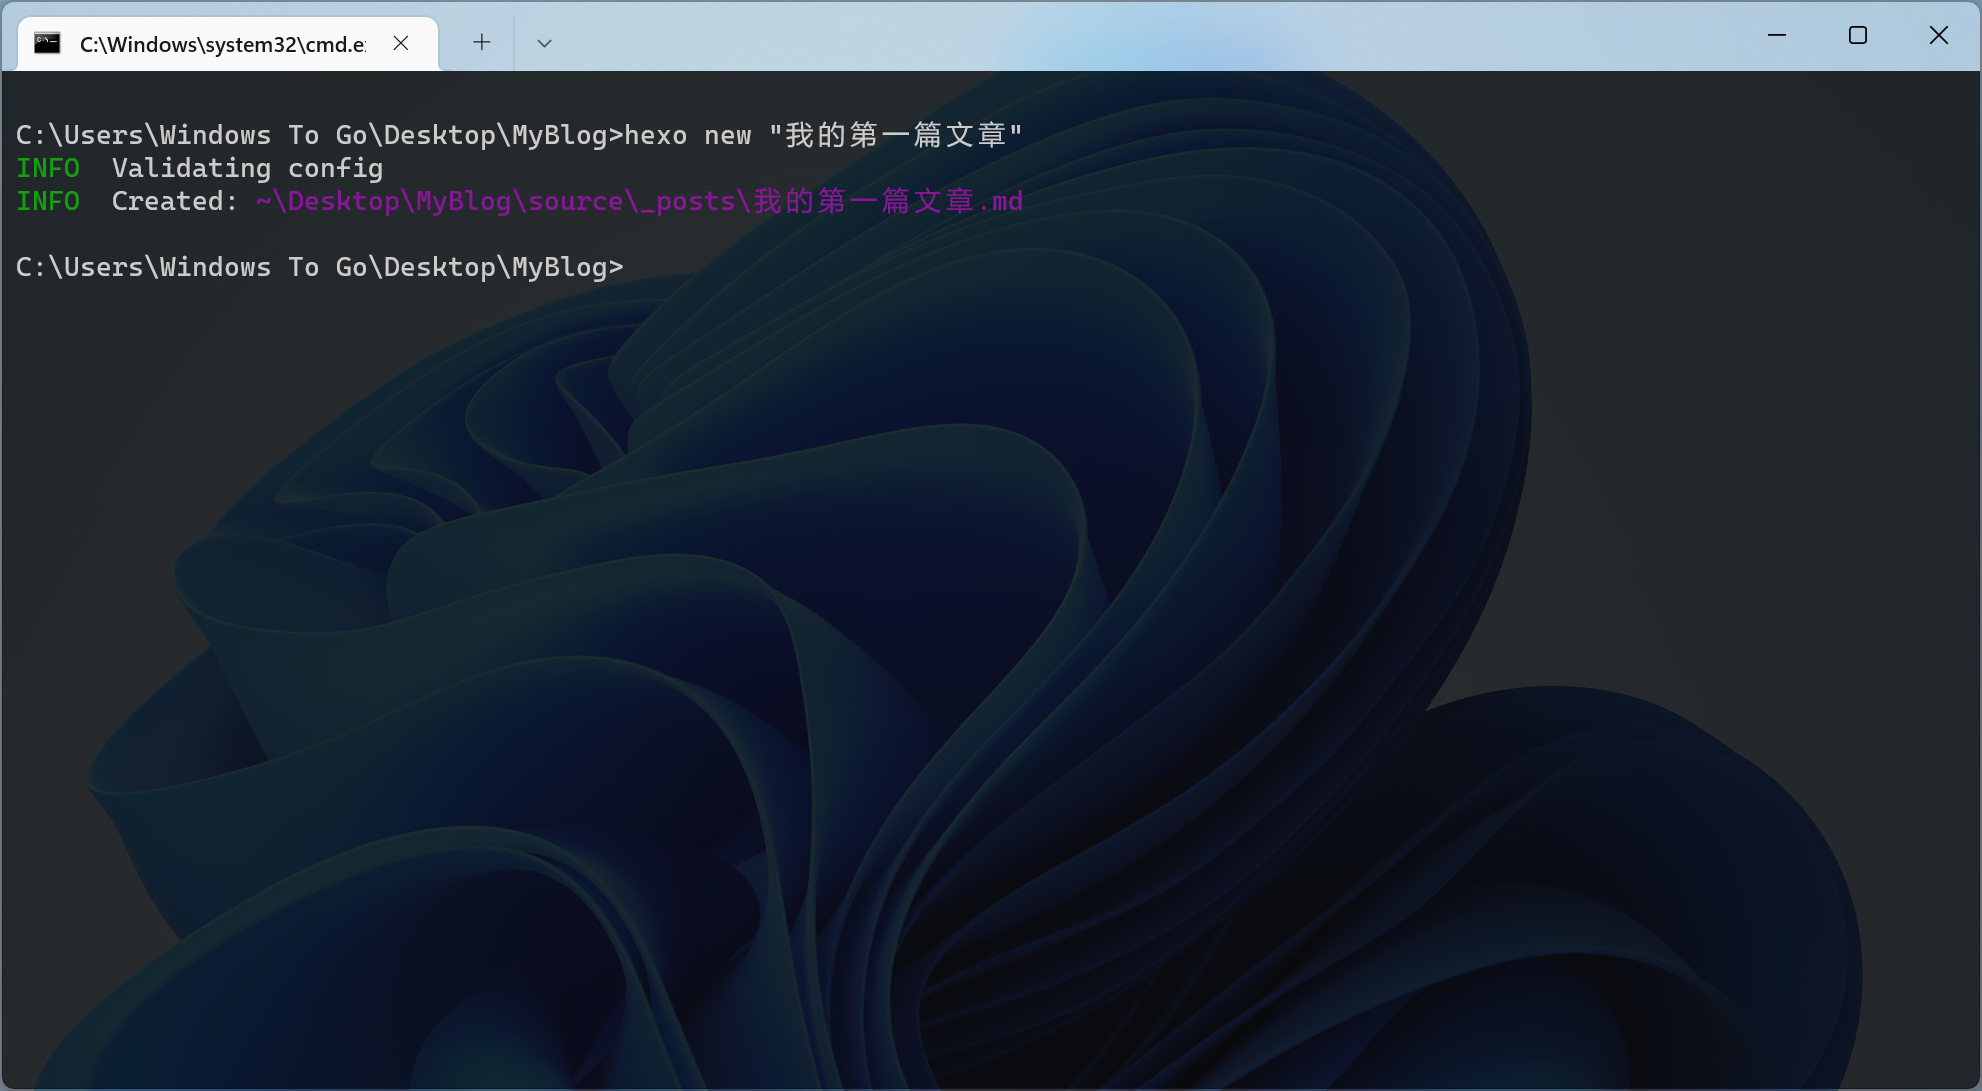 C:\Windows\system32\cmd.e
C:\Users\Windows To Go\Desktop\MyBlog>hexo new "我的第一篇文章"
INFO  Validating config
INFO  Created: ~\Desktop\MyBlog\source\_posts\我的第一篇文章.md
C:\Users\Windows To Go\Desktop\MyBlog>